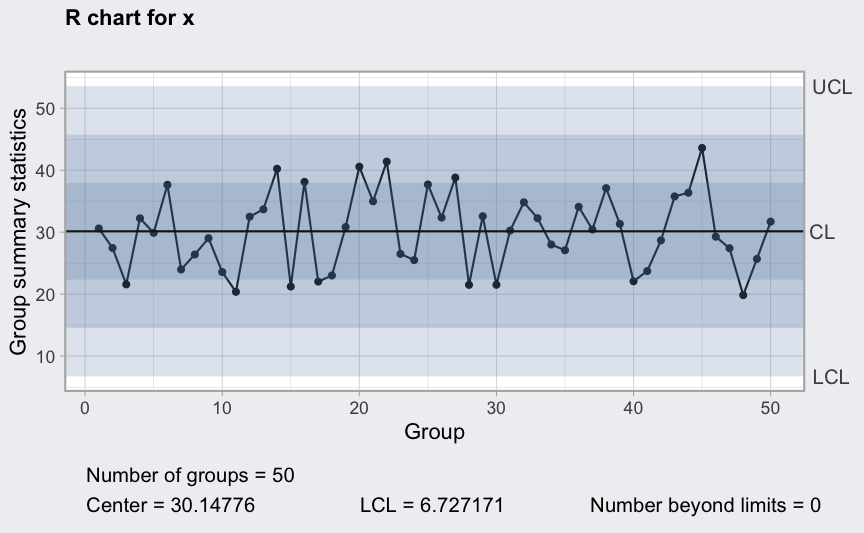 R chart for x
Group summary statistics
50
40
30
20
10
UCL
CL
LCL
0 10 20 30 40 50
Group
Number of groups = 50
Center = 30.14776 LCL = 6.727171 Number beyond limits = 0